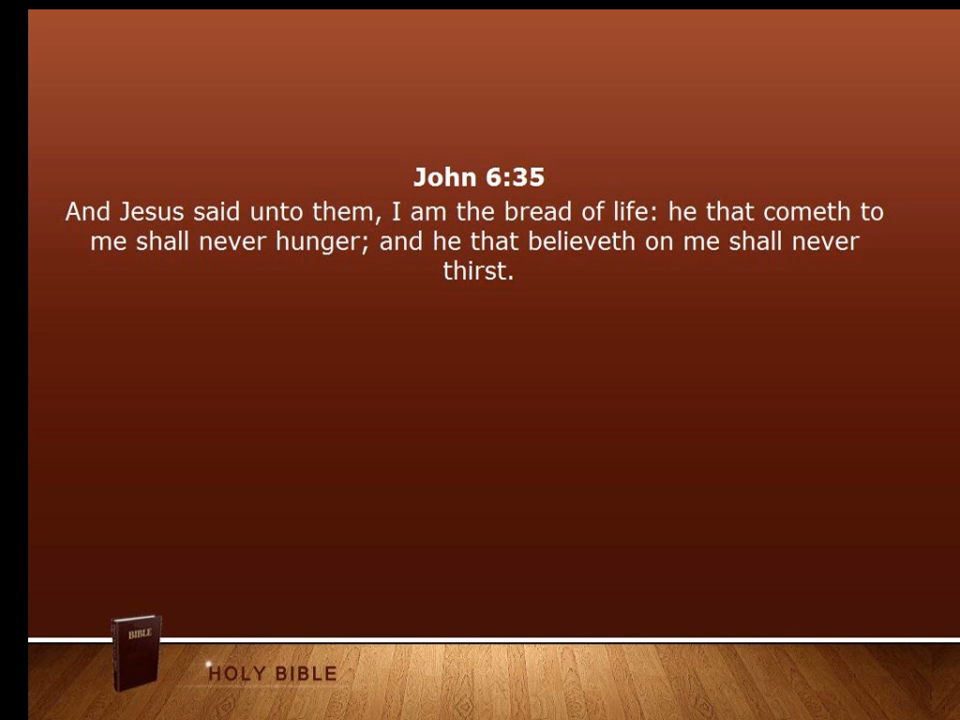 John 6:35
And Jesus said unto them, I am the bread of life: he that cometh to
me shall never hunger; and he that believeth on me shall never
thirst.
BIBLE
HOLY BIBLE